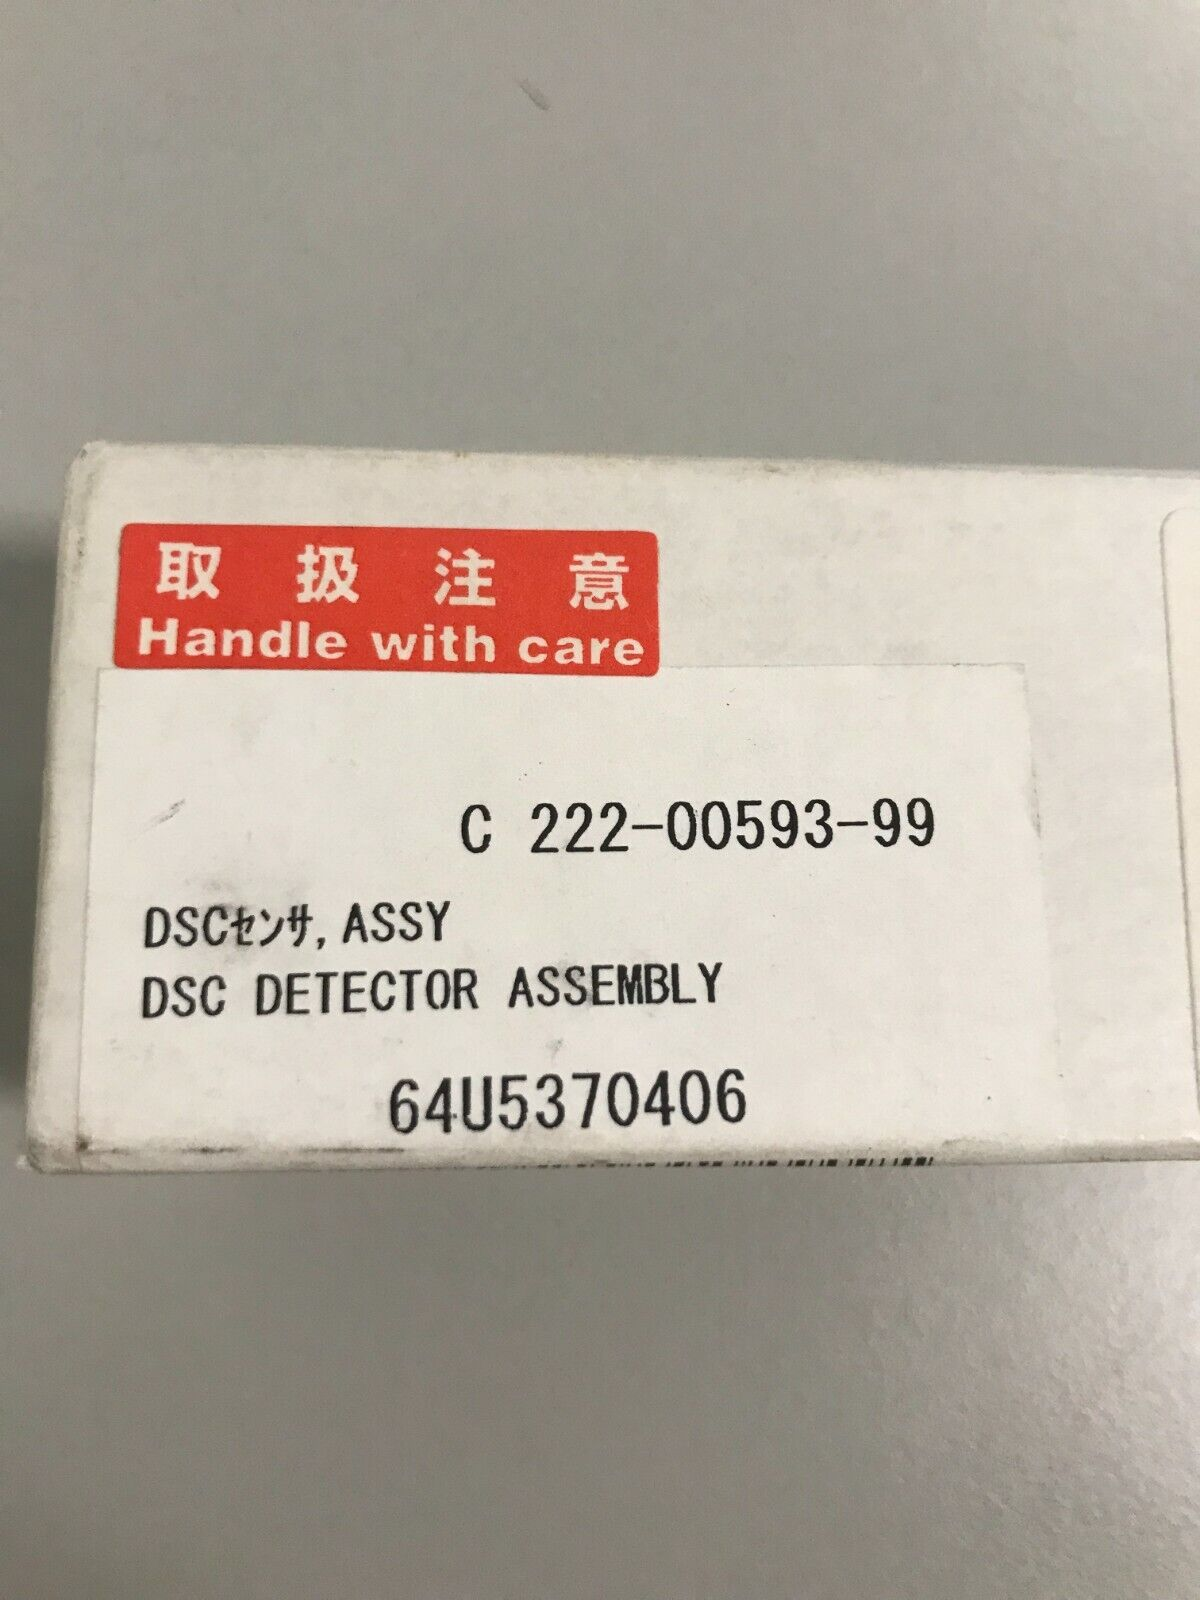 取扱注意
Handle with care
C 222-00593-99
DSCｾﾝｻ, ASSY
DSC DETECTOR ASSEMBLY
64U5370406